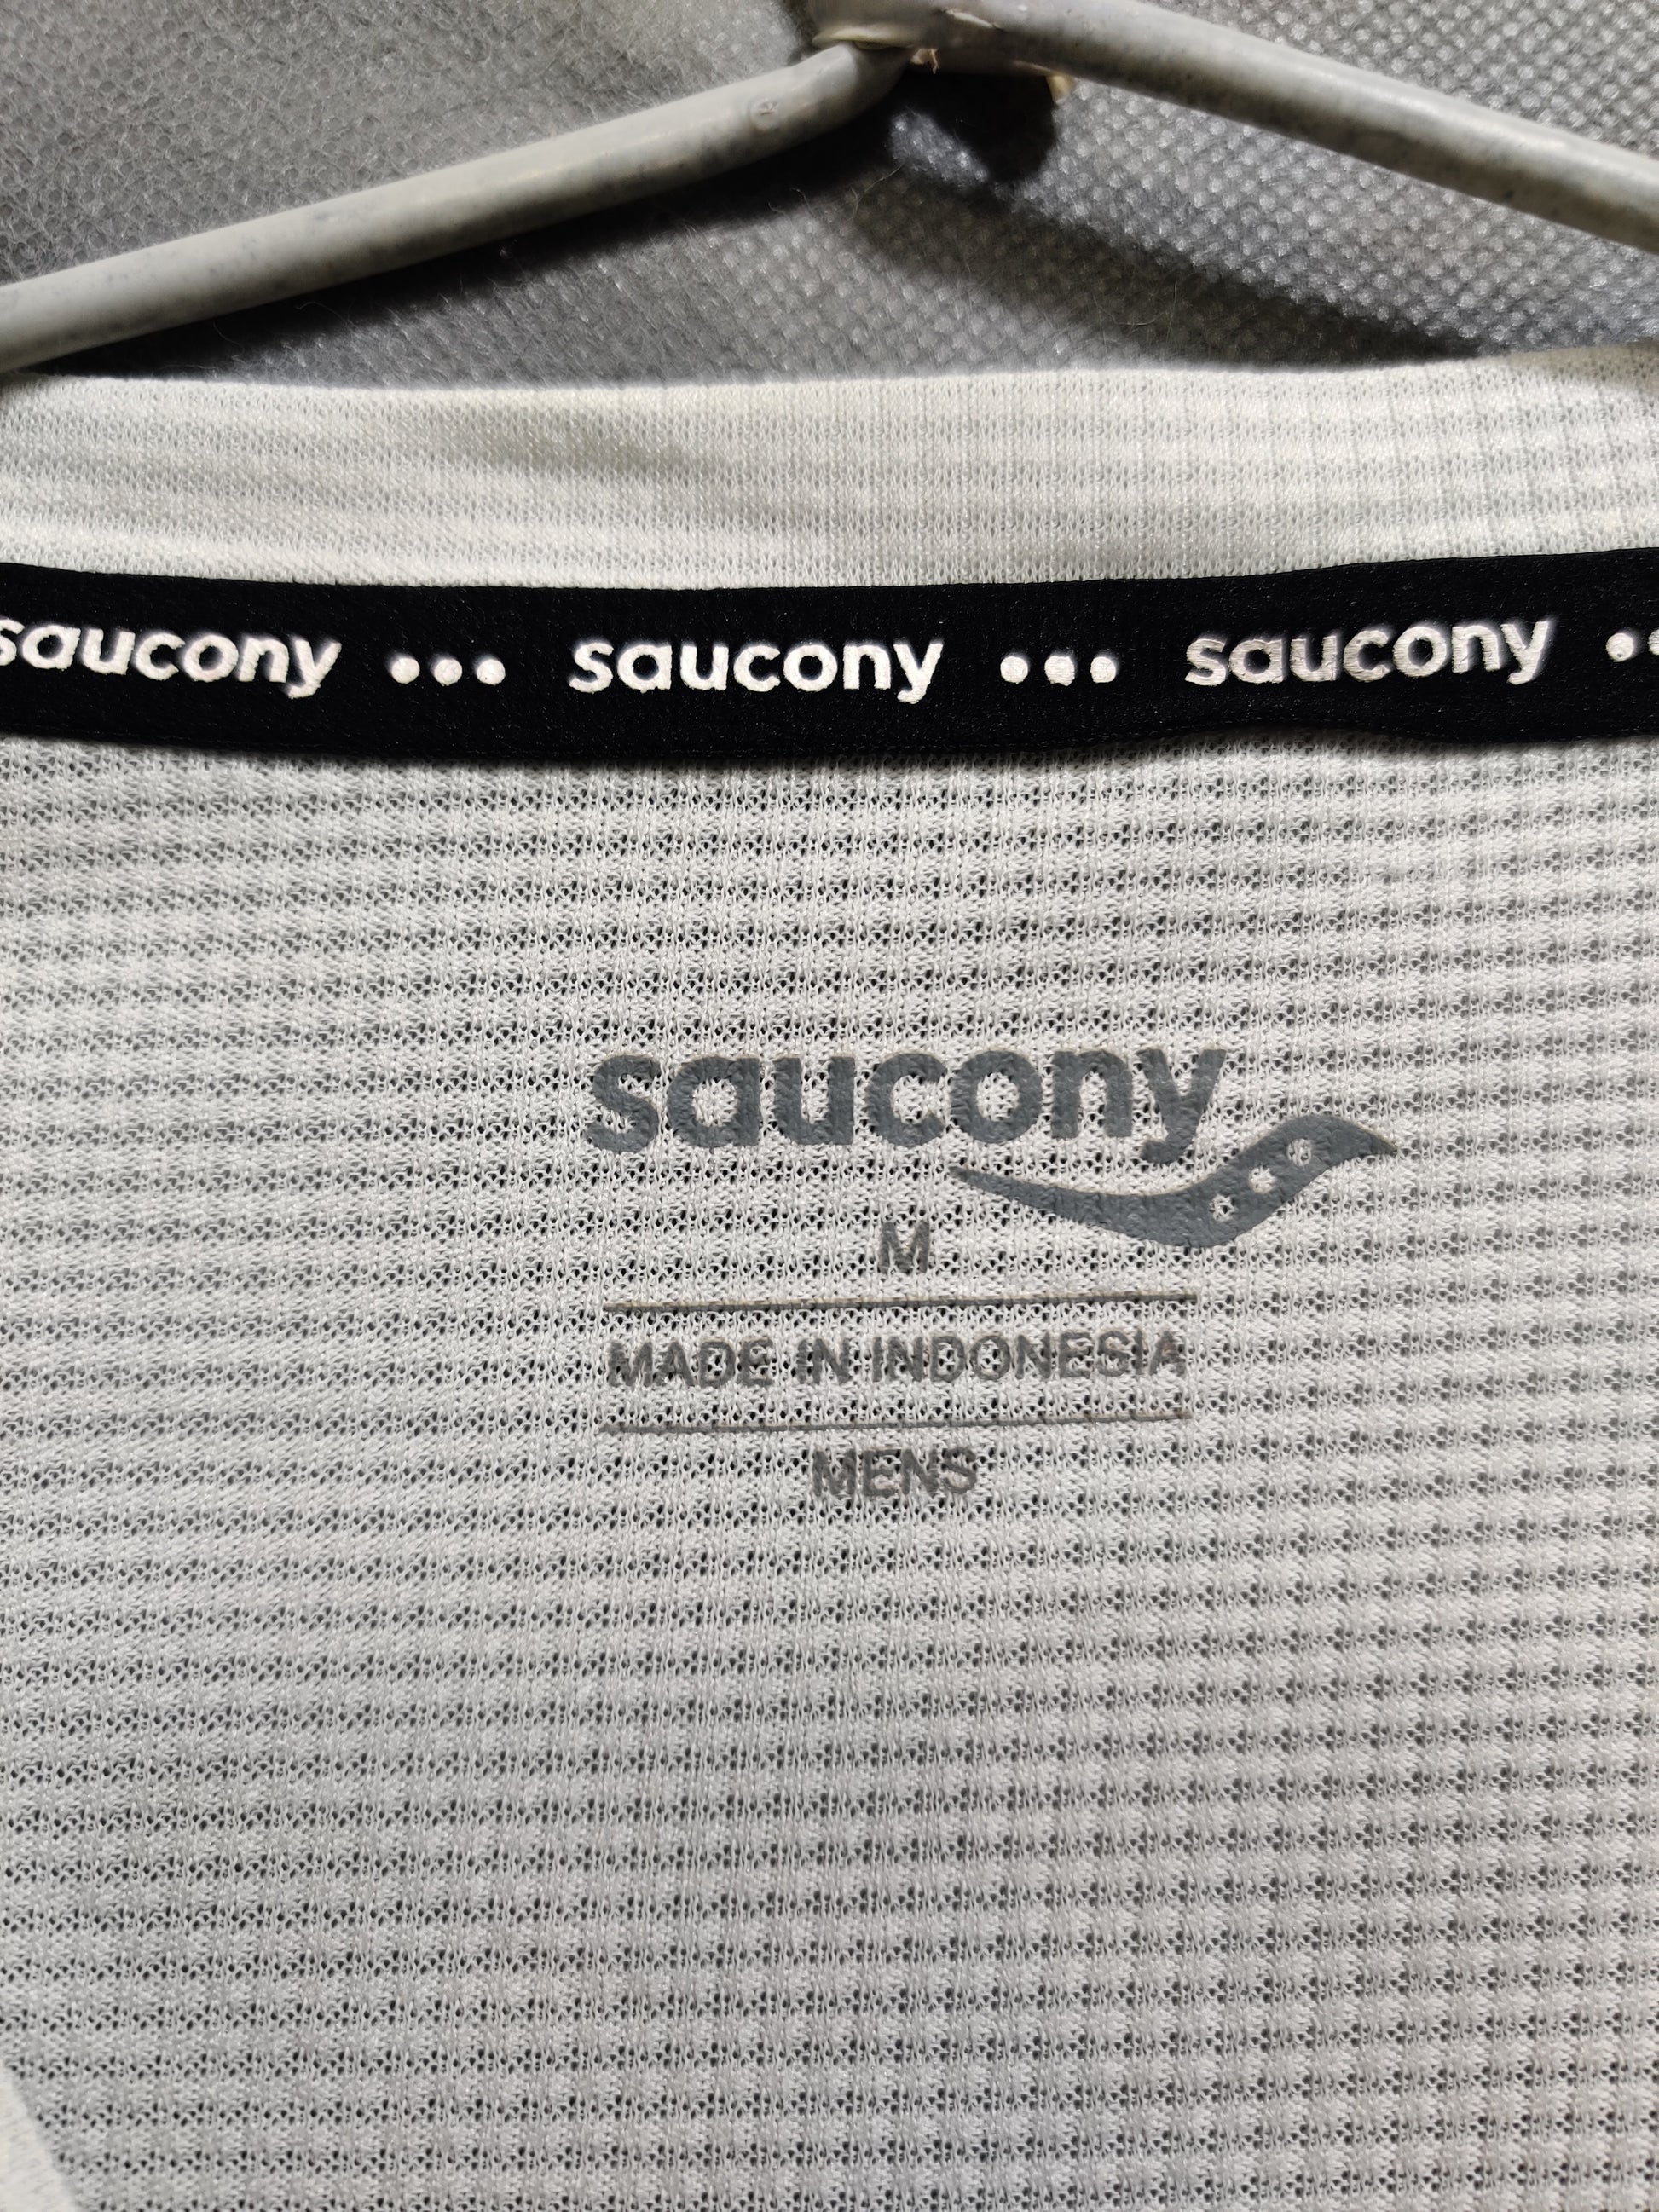 saucony ••• saucony ••• saucony ••
saucony
M
MADE IN INDONESIA
MENS